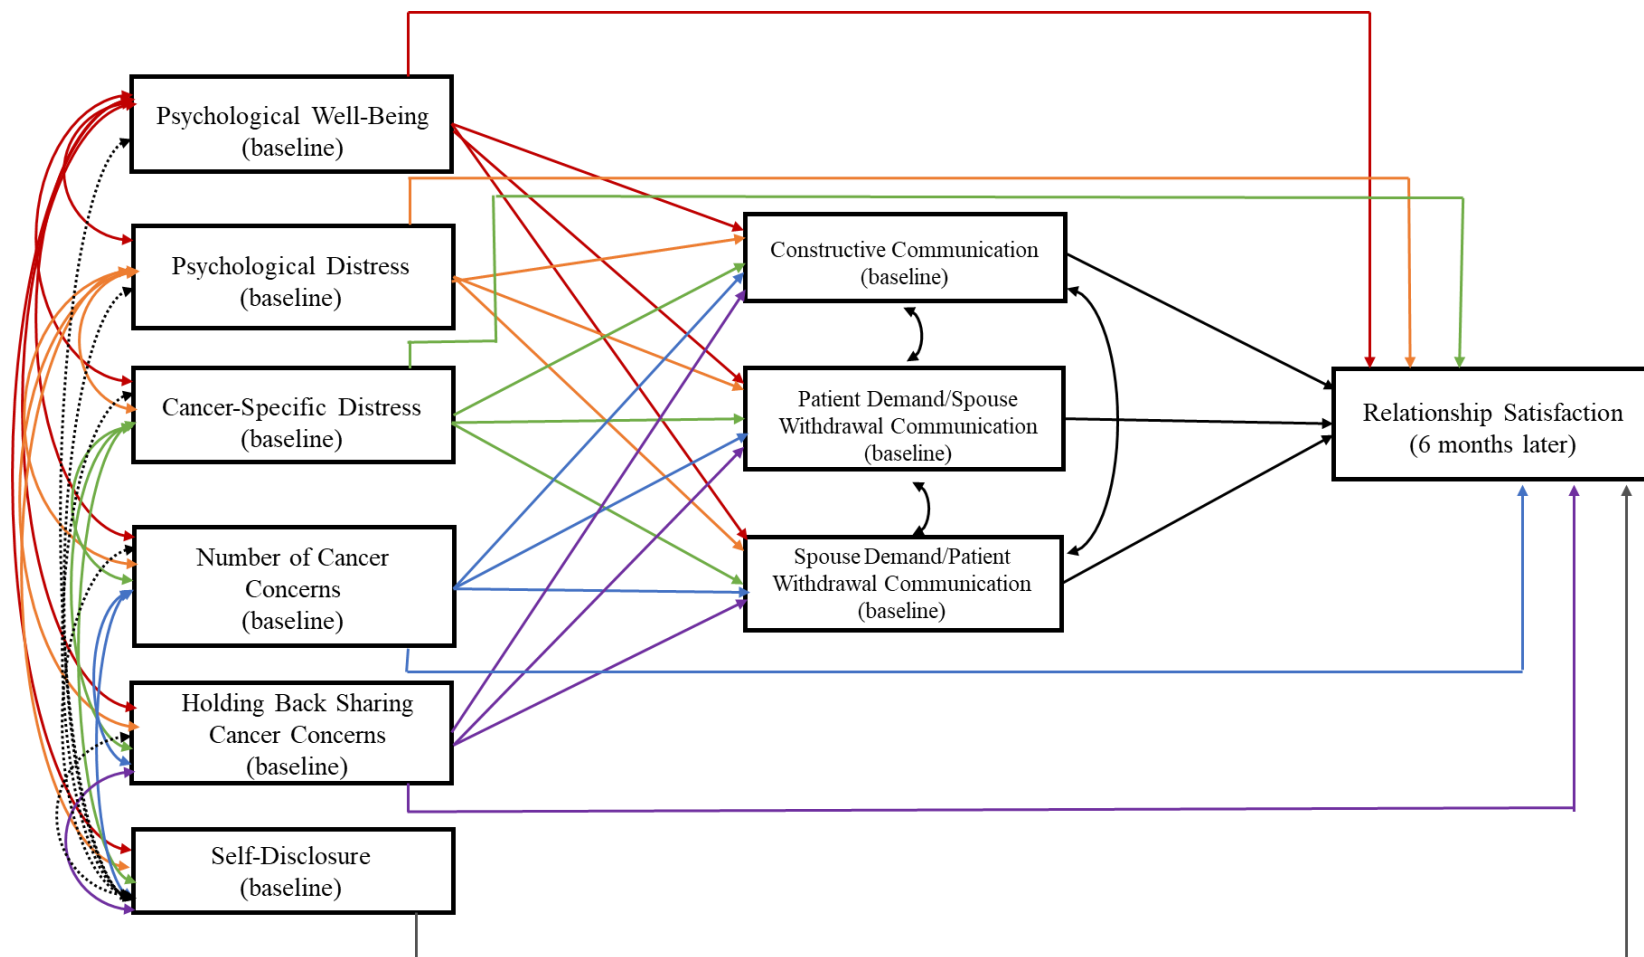 Psychological Well-Being
(baseline)
Psychological Distress
(baseline)
Cancer-Specific Distress
(baseline)
Number of Cancer
Concerns
(baseline)
Holding Back Sharing
Cancer Concerns
(baseline)
Self-Disclosure
(baseline)
Constructive Communication
(baseline)
Patient Demand/Spouse
Withdrawal Communication
(baseline)
Spouse Demand/Patient
Withdrawal Communication
(baseline)
Relationship Satisfaction
(6 months later)